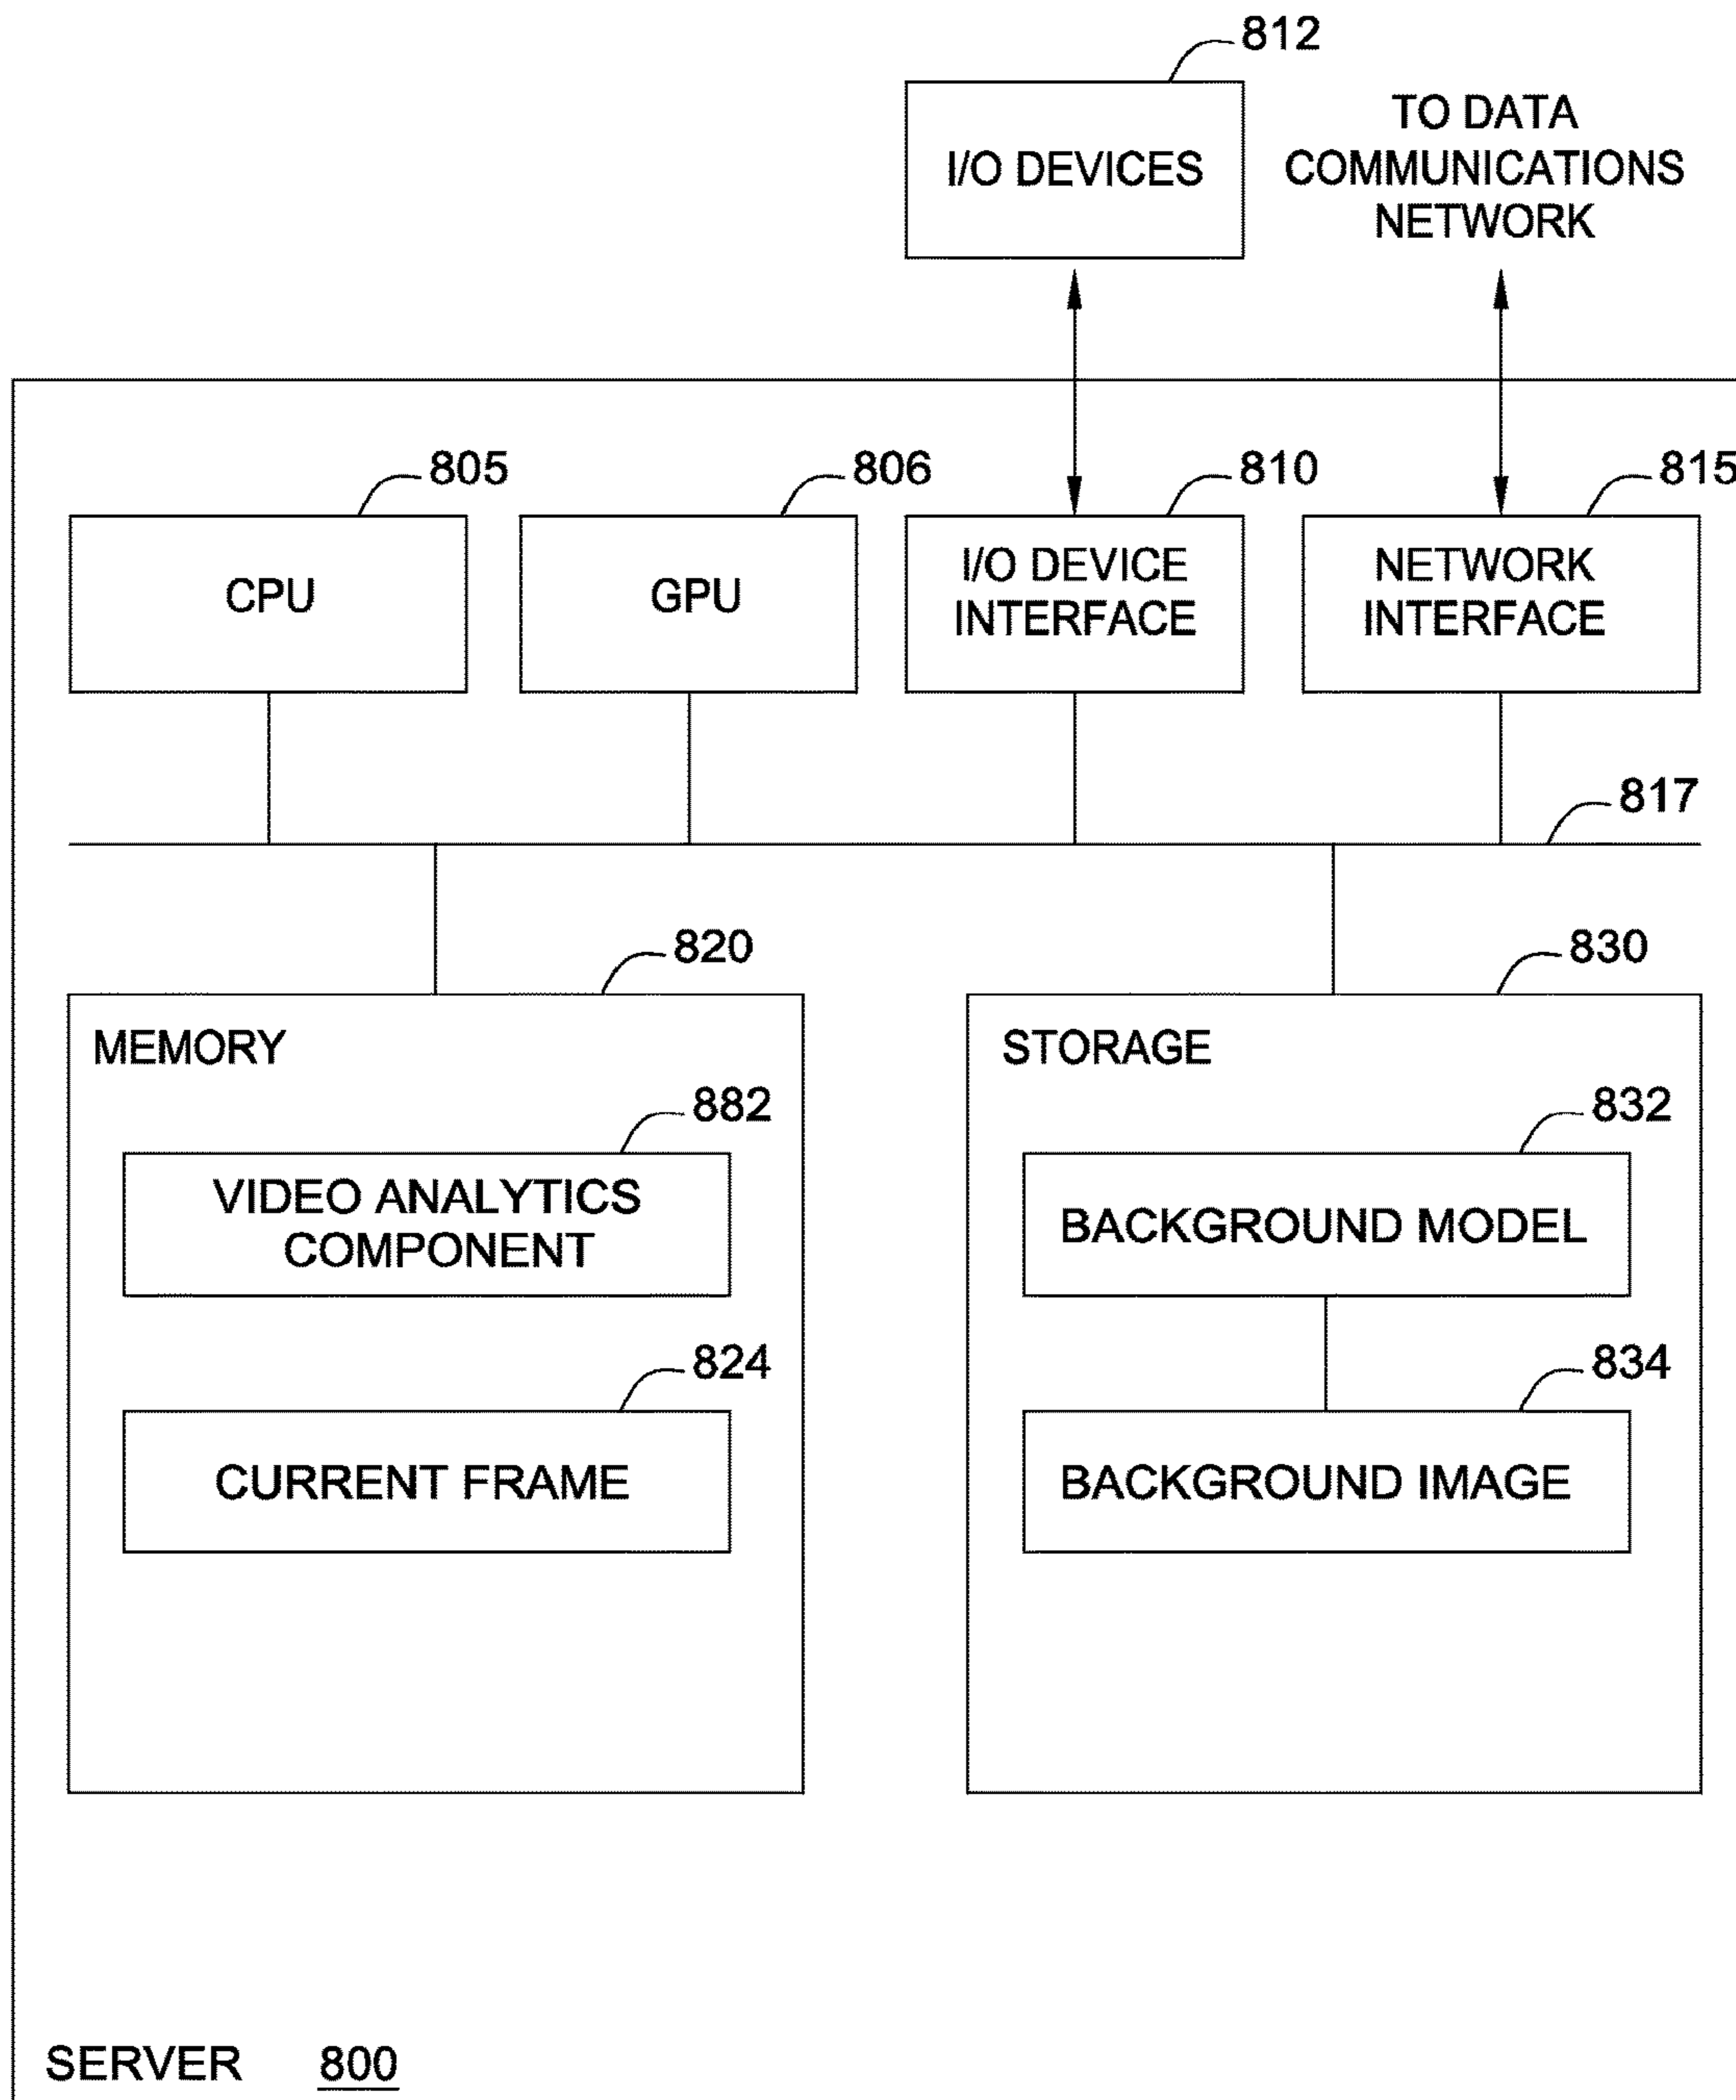 812
I/O DEVICES
TO DATA
COMMUNICATIONS
NETWORK
805
806
810
815
CPU
GPU
I/O DEVICE
INTERFACE
NETWORK
INTERFACE
817
820
830
MEMORY
STORAGE
882
832
VIDEO ANALYTICS
COMPONENT
BACKGROUND MODEL
824
834
CURRENT FRAME
BACKGROUND IMAGE
SERVER 800